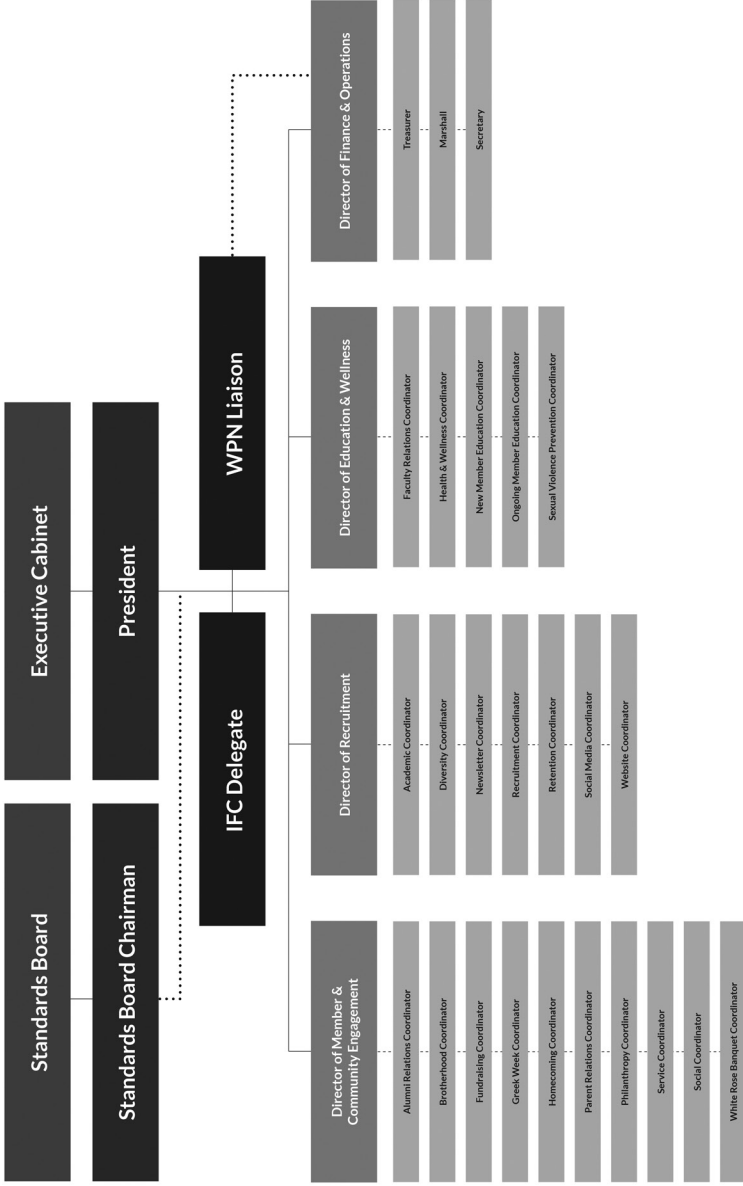 Standards Board
Executive Cabinet
Standards Board Chairman
President
IFC Delegate
WPN Liaison
Director of Member &
Community Engagement
Alumni Relations Coordinator
Brotherhood Coordinator
Fundraising Coordinator
Greek Week Coordinator
Homecoming Coordinator
Parent Relations Coordinator
Philanthropy Coordinator
Service Coordinator
Social Coordinator
White Rose Banquet Coordinator
Director of Recruitment
Academic Coordinator
Diversity Coordinator
Newsletter Coordinator
Recruitment Coordinator
Retention Coordinator
Social Media Coordinator
Website Coordinator
Director of Education & Wellness
Faculty Relations Coordinator
Health & Wellness Coordinator
New Member Education Coordinator
Ongoing Member Education Coordinator
Sexual Violence Prevention Coordinator
Director of Finance & Operations
Treasurer
Marshall
Secretary